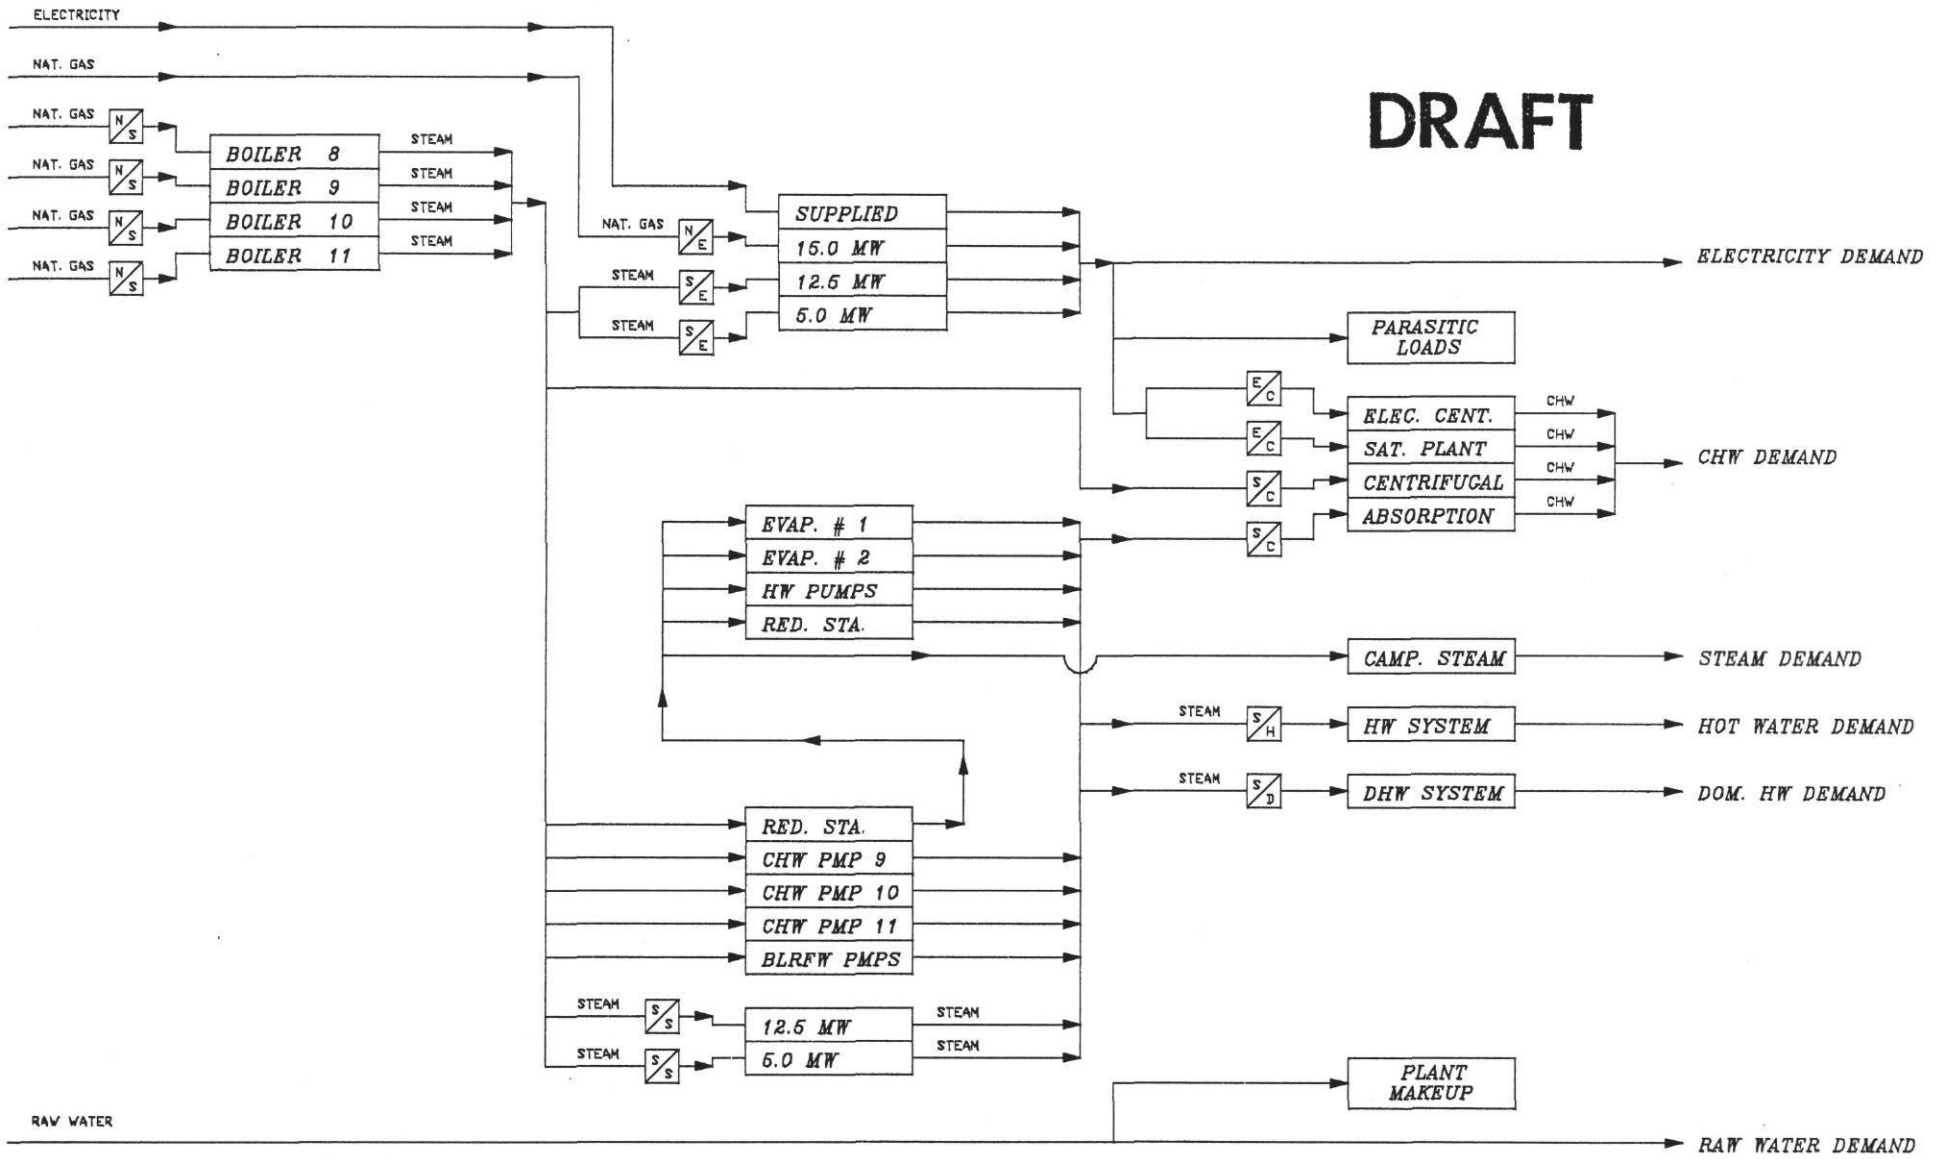 ELECTRICITY
NAT. GAS
DRAFT
NAT. GAS N/S
BOILER 8 STEAM
NAT. GAS N/S
BOILER 9 STEAM
NAT. GAS N/S
BOILER 10 STEAM
NAT. GAS N/S
BOILER 11 STEAM
SUPPLIED
NAT. GAS N/E 15.0 MW
STEAM S/E 12.5 MW
STEAM S/E 5.0 MW
ELECTRICITY DEMAND
PARASITIC
LOADS
E/C ELEC. CENT. CHW
E/C SAT. PLANT CHW
S/C CENTRIFUGAL CHW
S/C ABSORPTION CHW
CHW DEMAND
EVAP. # 1
EVAP. # 2
HW PUMPS
RED. STA.
CAMP. STEAM STEAM DEMAND
STEAM S/H HW SYSTEM HOT WATER DEMAND
STEAM S/D DHW SYSTEM DOM. HW DEMAND
RED. STA.
CHW PMP 9
CHW PMP 10
CHW PMP 11
BLRFW PMPS
STEAM S/S 12.5 MW STEAM
STEAM S/S 5.0 MW STEAM
PLANT
MAKEUP
RAW WATER
RAW WATER DEMAND